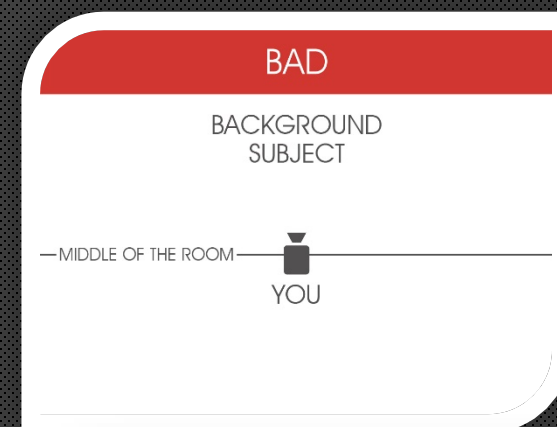 BAD
BACKGROUND
SUBJECT
MIDDLE OF THE ROOM
YOU